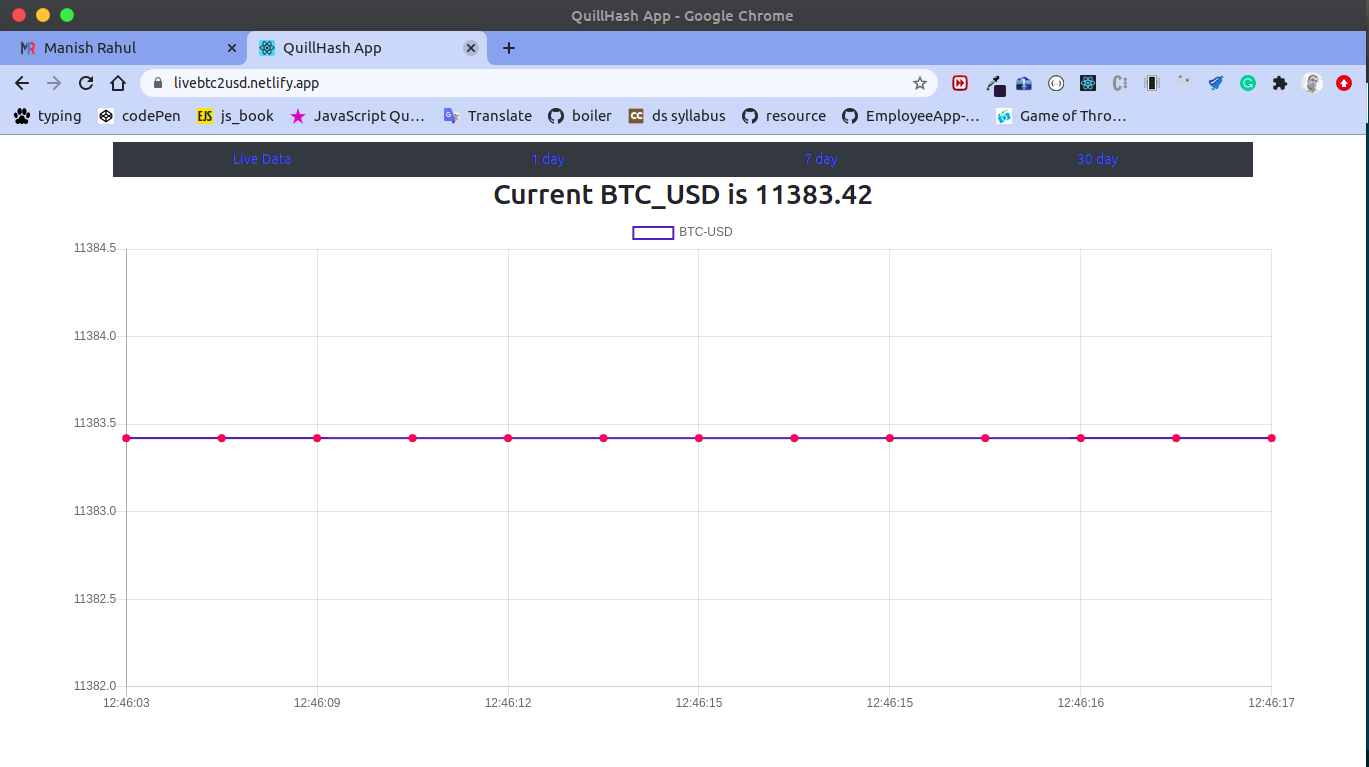 QuillHash App - Google Chrome
Manish Rahul
QuillHash App
livebtc2usd.netlify.app
typing codePen EJS js_book JavaScript Qu... Translate boiler CC ds syllabus resource EmployeeApp-... Game of Thro...
Live Data 1 day 7 day 30 day
Current BTC_USD is 11383.42
BTC-USD
11384.5
11384.0
11383.5
11383.0
11382.5
11382.0
12:46:03 12:46:09 12:46:12 12:46:15 12:46:15 12:46:16 12:46:17